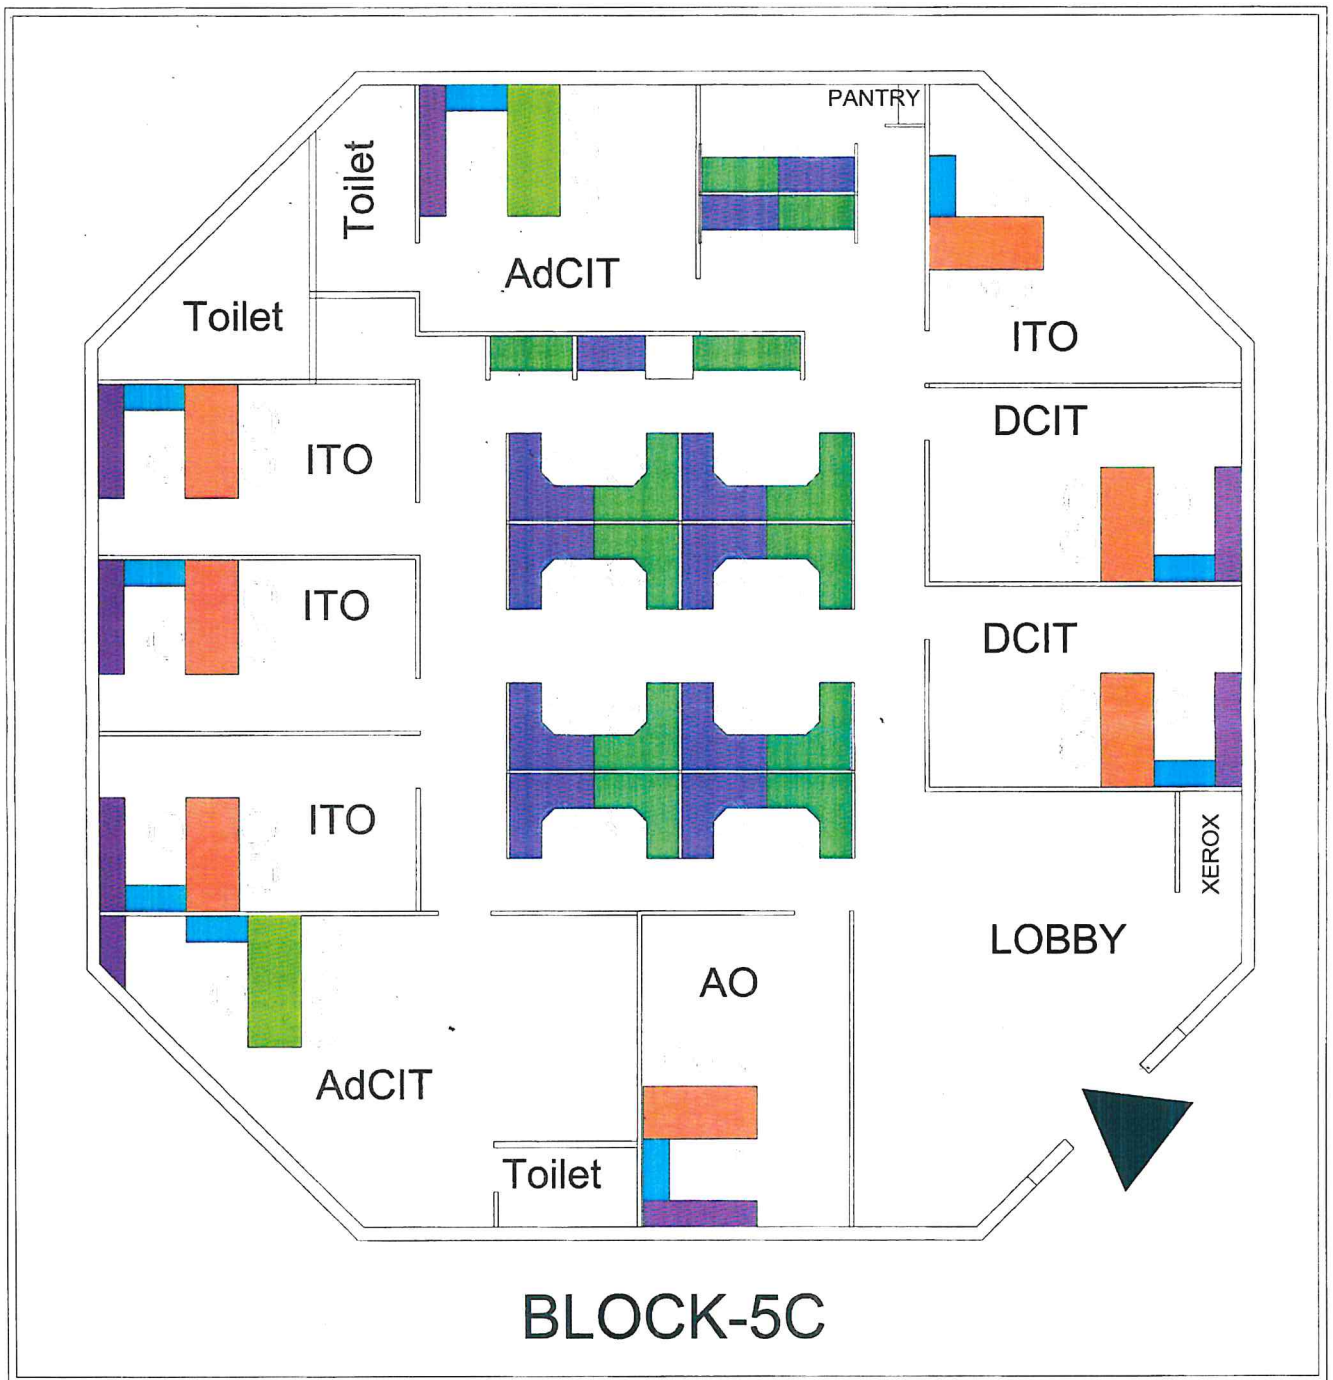 PANTRY
Toilet
AdCIT
Toilet
ITO
DCIT
ITO
ITO
DCIT
ITO
XEROX
LOBBY
AO
AdCIT
Toilet
BLOCK-5C